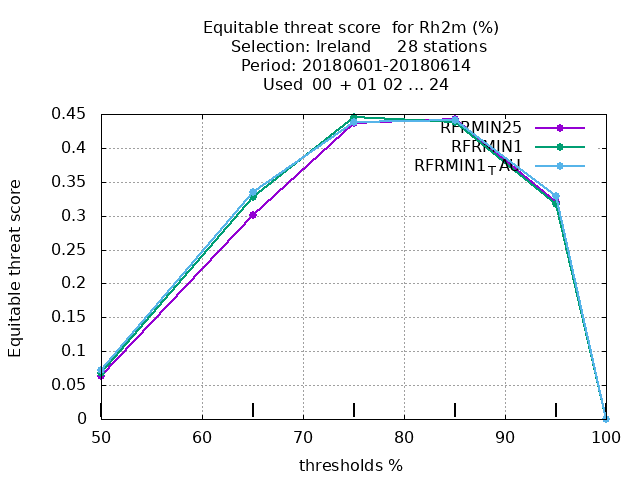 Equitable threat score for Rh2m (%)
Selection: Ireland 28 stations
Period: 20180601-20180614
Used 00 + 01 02 ... 24
RFRMIN25
RFRMIN1
RFRMIN1TAU
Equitable threat score
0.45
0.4
0.35
0.3
0.25
0.2
0.15
0.1
0.05
0
50 60 70 80 90 100
thresholds %